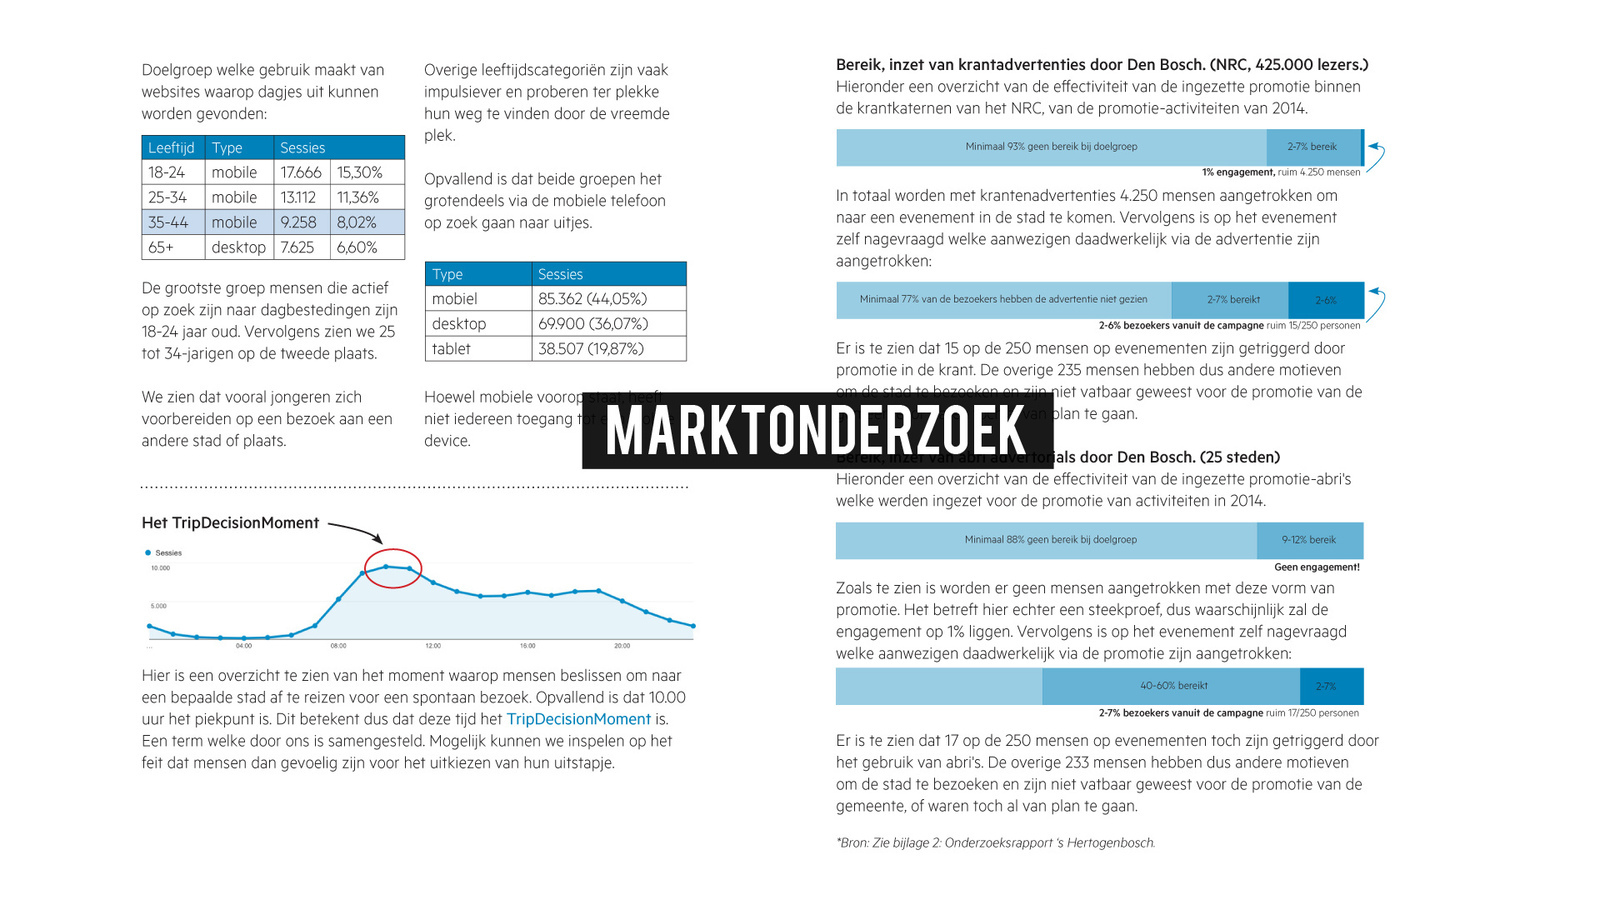 Doelgroep welke gebruik maakt van
websites waarop dagjes uit kunnen
worden gevonden:
Leeftijd Type Sessies
18-24 mobile 17.666 15,30%
25-34 mobile 13.112 11,36%
35-44 mobile 9.258 8,02%
65+ desktop 7.625 6,60%
De grootste groep mensen die actief
op zoek zijn naar dagbestedingen zijn
18-24 jaar oud. Vervolgens zien we 25
tot 34-jarigen op de tweede plaats.
We zien dat vooral jongeren zich
voorbereiden op een bezoek aan een
andere stad of plaats.
Overige leeftijdscategoriën zijn vaak
impulsiever en proberen ter plekke
hun weg te vinden door de vreemde
plek.
Opvallend is dat beide groepen het
grotendeels via de mobiele telefoon
op zoek gaan naar uitjes.
Type Sessies
mobiel 85.362 (44,05%)
desktop 69.900 (36,07%)
tablet 38.507 (19,87%)
Hoewel mobiele voorop staat, heeft
niet iedereen toegang tot
device.
MARKTONDERZOEK
Het TripDecisionMoment
Sessies
10.000
5.000
... 04:00 08:00 12:00 16:00 20:00
Hier is een overzicht te zien van het moment waarop mensen beslissen om naar
een bepaalde stad af te reizen voor een spontaan bezoek. Opvallend is dat 10.00
uur het piekpunt is. Dit betekent dus dat deze tijd het TripDecisionMoment is.
Een term welke door ons is samengesteld. Mogelijk kunnen we inspelen op het
feit dat mensen dan gevoelig zijn voor het uitkiezen van hun uitstapje.
Bereik, inzet van krantadvertenties door Den Bosch. (NRC, 425.000 lezers.)
Hieronder een overzicht van de effectiviteit van de ingezette promotie binnen
de krantkaternen van het NRC, van de promotie-activiteiten van 2014.
Minimaal 93% geen bereik bij doelgroep 2-7% bereik
1% engagement, ruim 4.250 mensen
In totaal worden met krantenadvertenties 4.250 mensen aangetrokken om
naar een evenement in de stad te komen. Vervolgens is op het evenement
zelf nagevraagd welke aanwezigen daadwerkelijk via de advertentie zijn
aangetrokken:
Minimaal 77% van de bezoekers hebben de advertentie niet gezien 2-7% bereikt 2-6%
2-6% bezoekers vanuit de campagne ruim 15/250 personen
Er is te zien dat 15 op de 250 mensen op evenementen zijn getriggerd door
promotie in de krant. De overige 235 mensen hebben dus andere motieven
om de stad te bezoeken en zijn niet vatbaar geweest voor de promotie van de
van plan te gaan.
Bereik, inzet van abri advertorials door Den Bosch. (25 steden)
Hieronder een overzicht van de effectiviteit van de ingezette promotie-abri's
welke werden ingezet voor de promotie van activiteiten in 2014.
Minimaal 88% geen bereik bij doelgroep 9-12% bereik
Geen engagement!
Zoals te zien is worden er geen mensen aangetrokken met deze vorm van
promotie. Het betreft hier echter een steekproef, dus waarschijnlijk zal de
engagement op 1% liggen. Vervolgens is op het evenement zelf nagevraagd
welke aanwezigen daadwerkelijk via de promotie zijn aangetrokken:
40-60% bereikt 2-7%
2-7% bezoekers vanuit de campagne ruim 17/250 personen
Er is te zien dat 17 op de 250 mensen op evenementen toch zijn getriggerd door
het gebruik van abri's. De overige 233 mensen hebben dus andere motieven
om de stad te bezoeken en zijn niet vatbaar geweest voor de promotie van de
gemeente, of waren toch al van plan te gaan.
*Bron: Zie bijlage 2: Onderzoeksrapport 's Hertogenbosch.